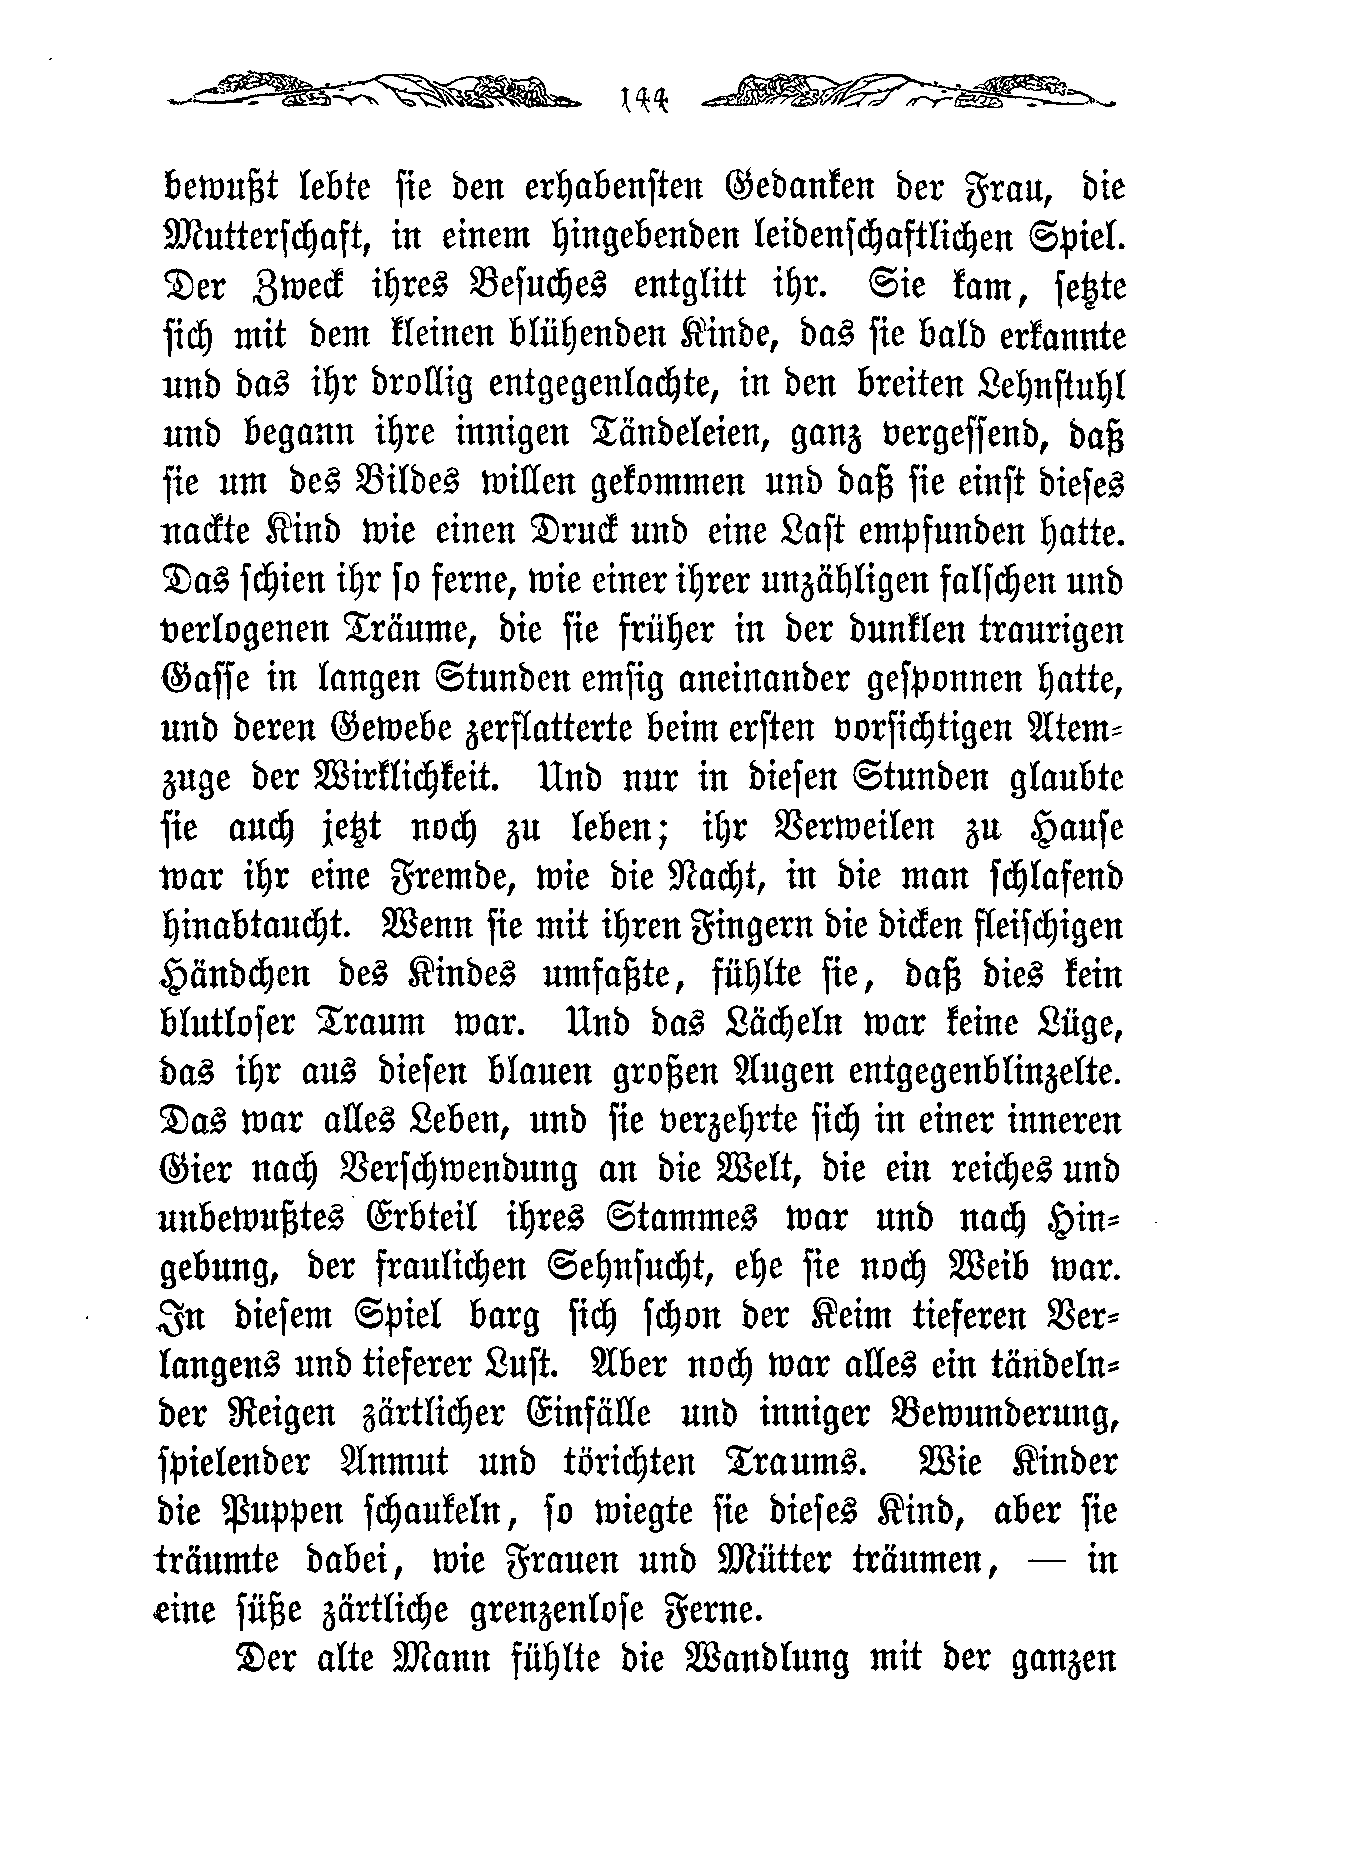 144
bewußt lebte ſie den erhabenſten Gedanken der Frau, die
Mutterſchaft, in einem hingebenden leidenſchaftlichen Spiel.
Der Zweck ihres Beſuches entglitt ihr. Sie kam, ſetzte
ſich mit dem kleinen blühenden Kinde, das ſie bald erkannte
und das ihr drollig entgegenlachte, in den breiten Lehnſtuhl
und begann ihre innigen Tändeleien, ganz vergeſſend, daß
ſie um des Bildes willen gekommen und daß ſie einſt dieſes
nackte Kind wie einen Druck und eine Laſt empfunden hatte.
Das ſchien ihr ſo ferne, wie einer ihrer unzähligen falſchen und
verlogenen Träume, die ſie früher in der dunklen traurigen
Gaſſe in langen Stunden emſig aneinander geſponnen hatte,
und deren Gewebe zerflatterte beim erſten vorſichtigen Atem⸗
zuge der Wirklichkeit. Und nur in dieſen Stunden glaubte
ſie auch jetzt noch zu leben; ihr Verweilen zu Hauſe
war ihr eine Fremde, wie die Nacht, in die man ſchlafend
hinabtaucht. Wenn ſie mit ihren Fingern die dicken fleiſchigen
Händchen des Kindes umfaßte, fühlte ſie, daß dies kein
blutloſer Traum war. Und das Lächeln war keine Lüge,
das ihr aus dieſen blauen großen Augen entgegenblinzelte.
Das war alles Leben, und ſie verzehrte ſich in einer inneren
Gier nach Verſchwendung an die Welt, die ein reiches und
unbewußtes Erbteil ihres Stammes war und nach Hin⸗
gebung, der fraulichen Sehnſucht, ehe ſie noch Weib war.
In dieſem Spiel barg ſich ſchon der Keim tieferen Ver⸗
langens und tieferer Luſt. Aber noch war alles ein tändeln⸗
der Reigen zärtlicher Einfälle und inniger Bewunderung,
ſpielender Anmut und törichten Traums. Wie Kinder
die Puppen ſchaukeln, ſo wiegte ſie dieſes Kind, aber ſie
träumte dabei, wie Frauen und Mütter träumen, — in
eine ſüße zärtliche grenzenloſe Ferne.
Der alte Mann fühlte die Wandlung mit der ganzen